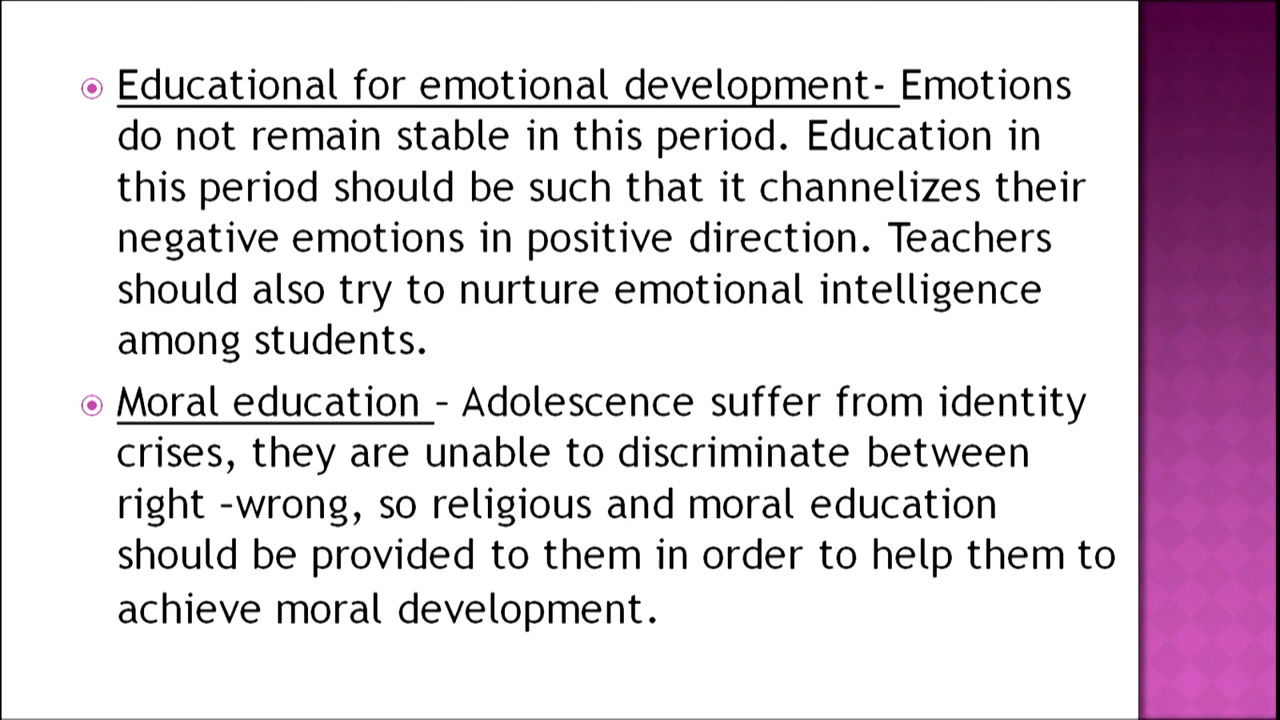 Educational for emotional development- Emotions
do not remain stable in this period. Education in
this period should be such that it channelizes their
negative emotions in positive direction. Teachers
should also try to nurture emotional intelligence
among students.
Moral education – Adolescence suffer from identity
crises, they are unable to discriminate between
right –wrong, so religious and moral education
should be provided to them in order to help them to
achieve moral development.